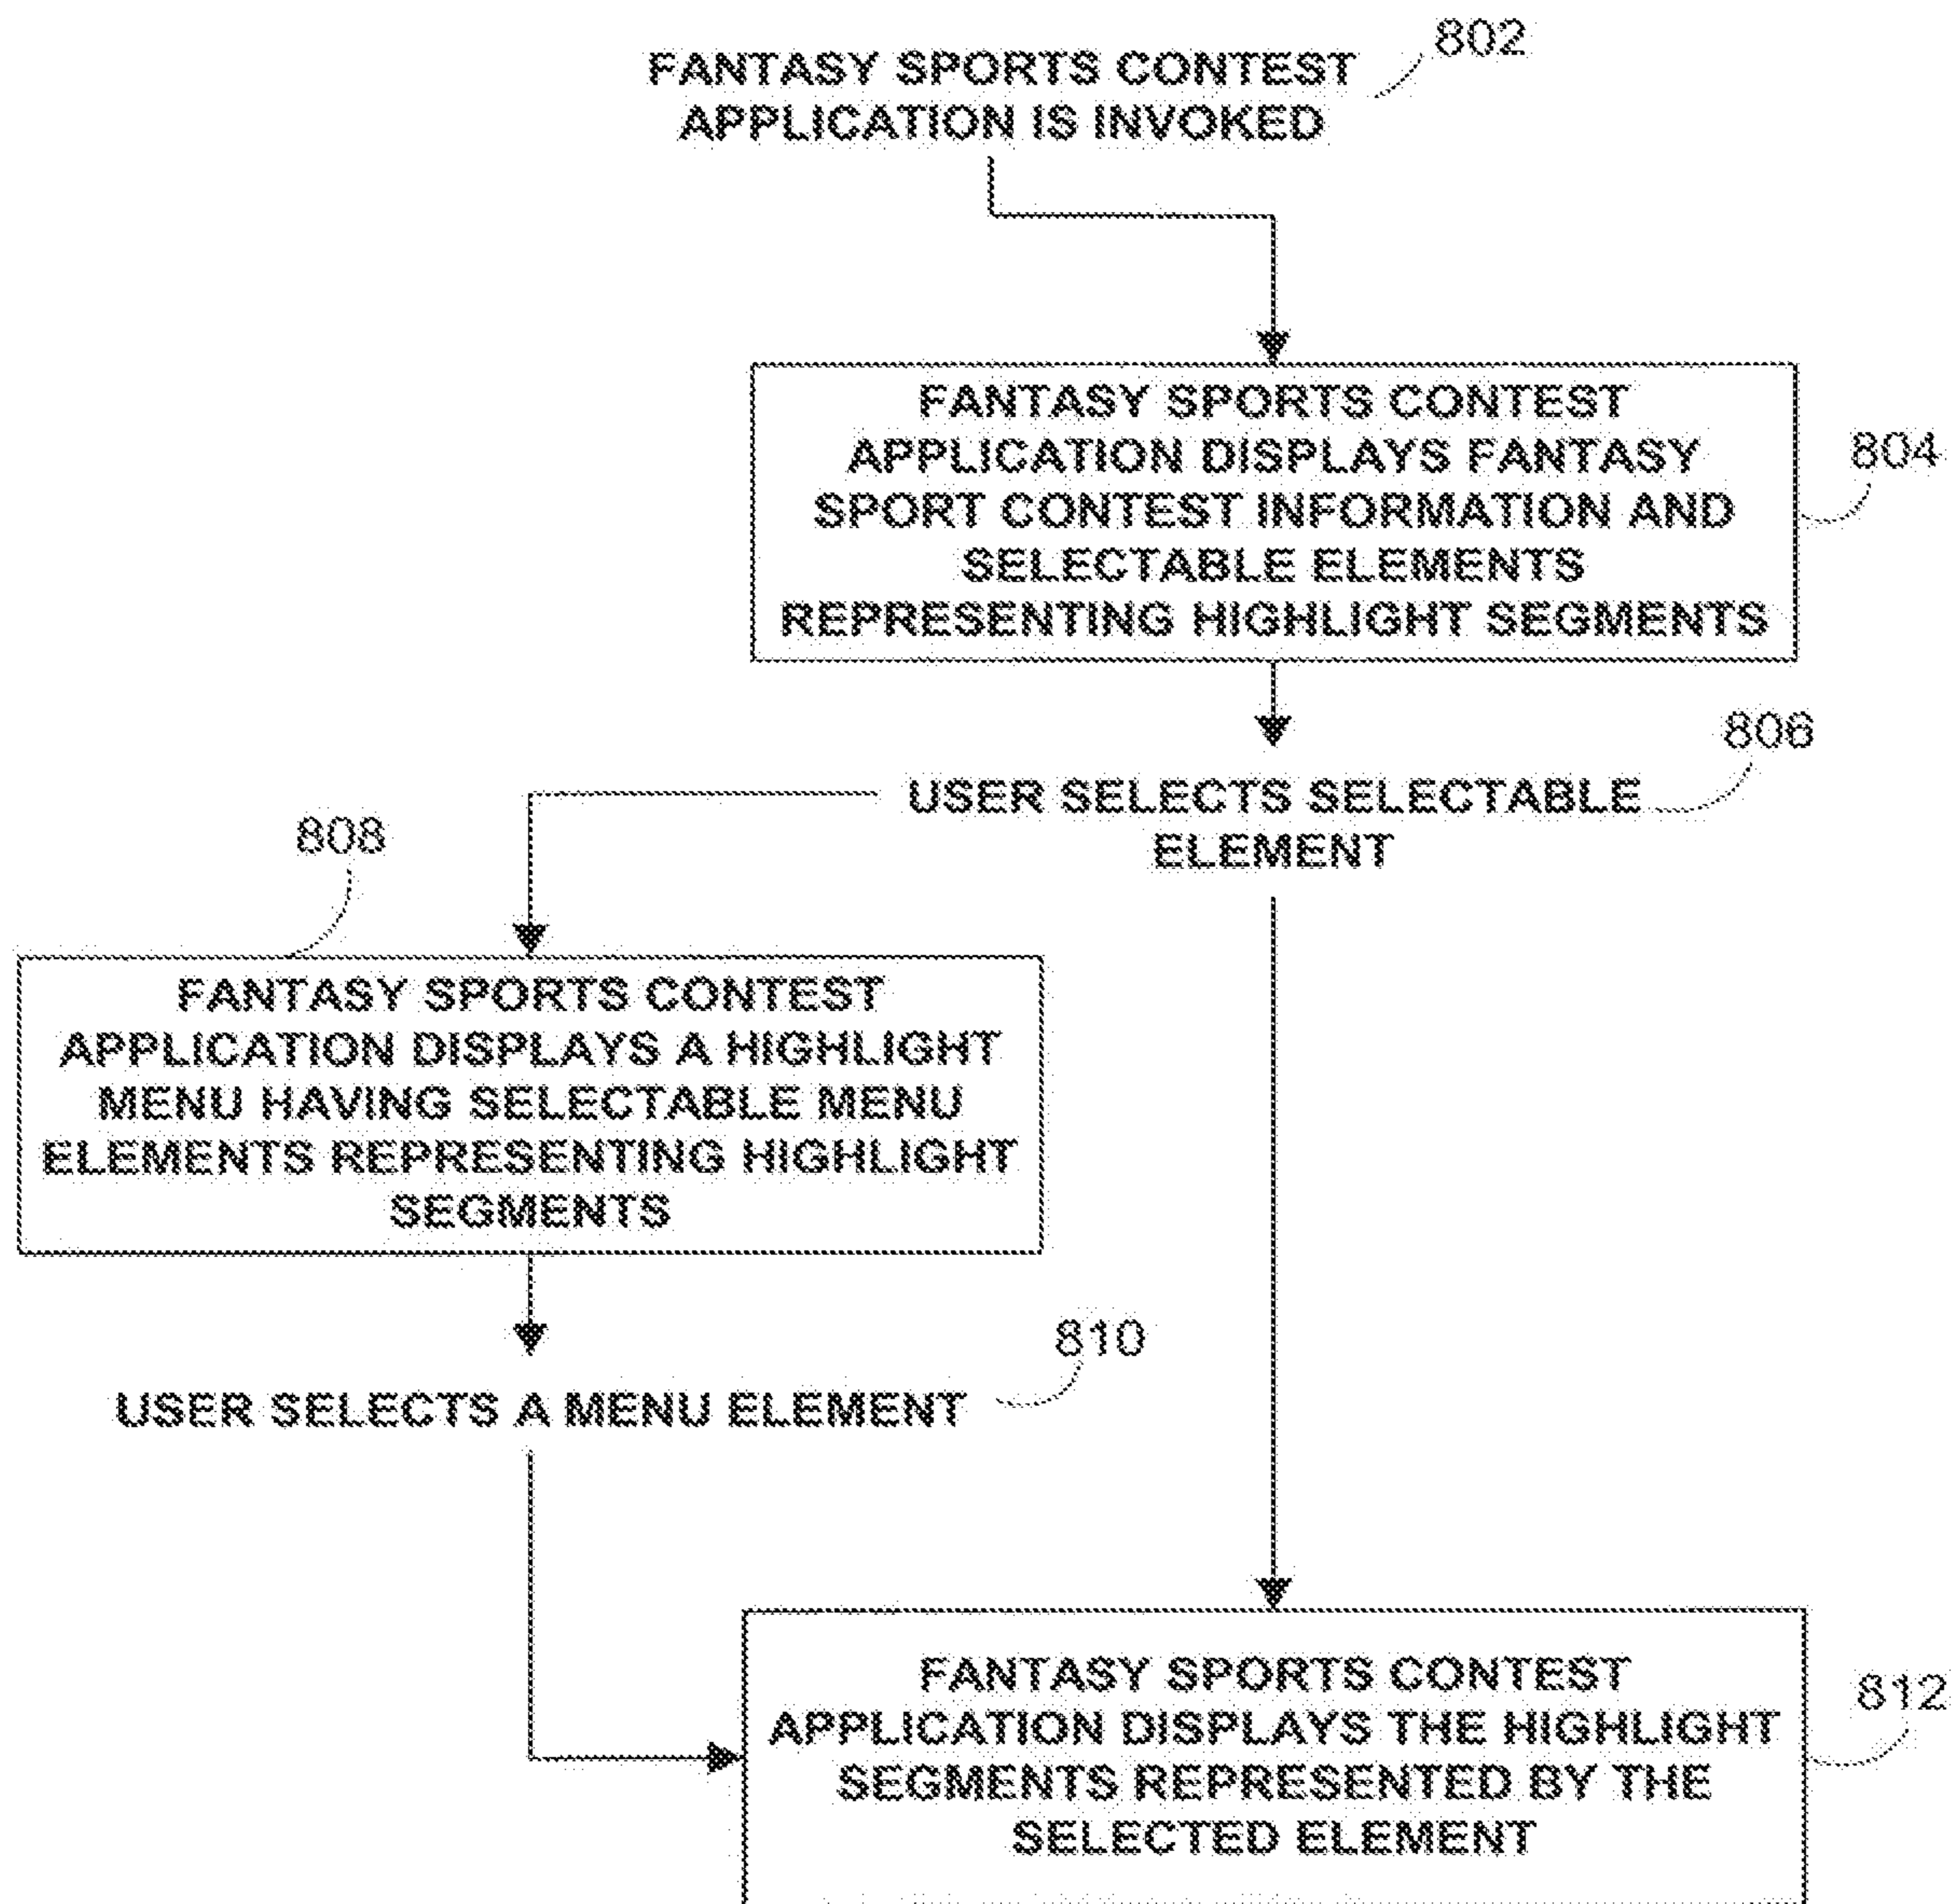 802
FANTASY SPORTS CONTEST
APPLICATION IS INVOKED
FANTASY SPORTS CONTEST
APPLICATION DISPLAYS FANTASY
SPORT CONTEST INFORMATION AND
SELECTABLE ELEMENTS
REPRESENTING HIGHLIGHT SEGMENTS
804
806
USER SELECTS SELECTABLE
ELEMENT
808
FANTASY SPORTS CONTEST
APPLICATION DISPLAYS A HIGHLIGHT
MENU HAVING SELECTABLE MENU
ELEMENTS REPRESENTING HIGHLIGHT
SEGMENTS
810
USER SELECTS A MENU ELEMENT
FANTASY SPORTS CONTEST
APPLICATION DISPLAYS THE HIGHLIGHT
SEGMENTS REPRESENTED BY THE
SELECTED ELEMENT
812